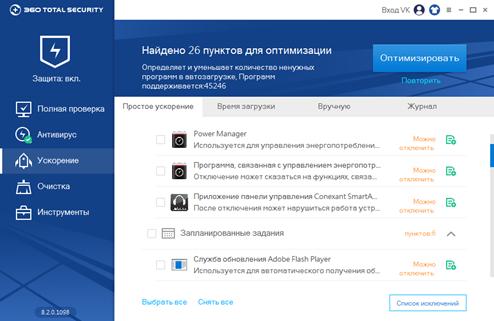 360 TOTAL SECURITY
Вход VK
Найдено 26 пунктов для оптимизации
Определяет и уменьшает количество ненужных
программ в автозагрузке, Программ
поддерживается:45246
Оптимизировать
Повторить
Защита: вкл.
Полная проверка
Антивирус
Ускорение
Очистка
Инструменты
8.2.0.1098
Простое ускорение
Время загрузки
Вручную
Журнал
Power Manager
Используется для управления энергопотреблени...
Можно
отключить.
Программа, связанная с управлением энергопотр...
Отключение может сказаться на функциях, связа...
Можно
отключить.
Приложение панели управления Conexant SmartA...
После отключения может нарушиться работа устр...
Можно
отключить.
Запланированные задания
пунктов:6
Служба обновления Adobe Flash Player
Используется для автоматического получения об...
Можно
отключить.
Выбрать все
Снять все
Список исключений